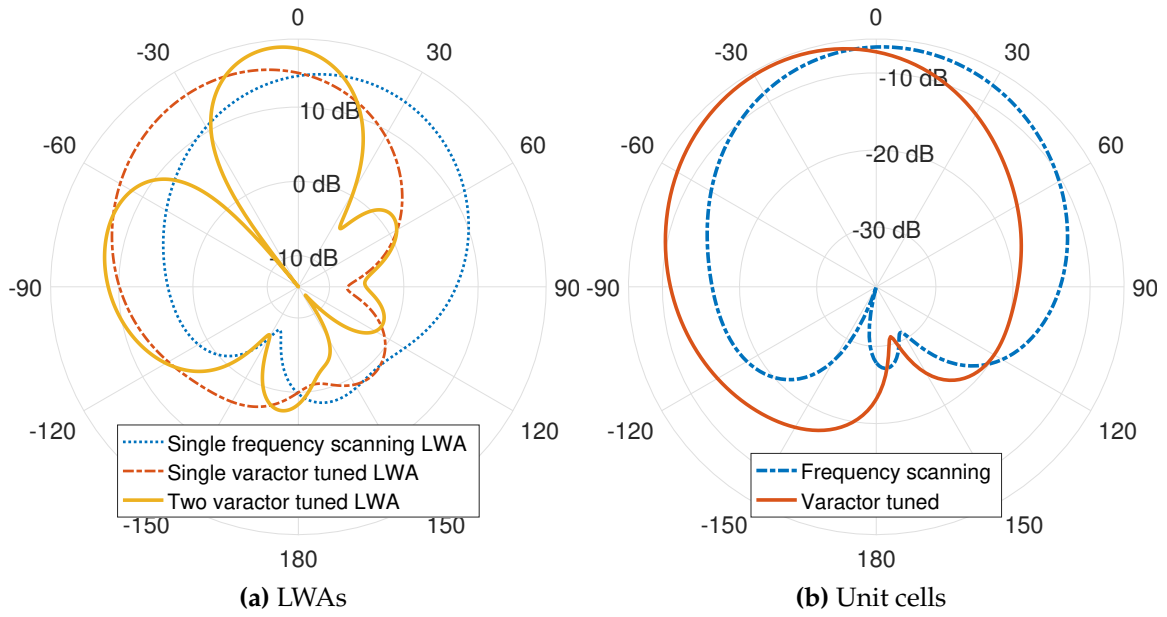 0
-30
30
10 dB
-60
60
0 dB
-10 dB
-90
90
-120
120
Single frequency scanning LWA
Single varactor tuned LWA
Two varactor tuned LWA
-150
150
180
(a) LWAs
0
-30
30
-10 dB
-60
60
-20 dB
-30 dB
-90
90
-120
120
Frequency scanning
Varactor tuned
-150
150
180
(b) Unit cells